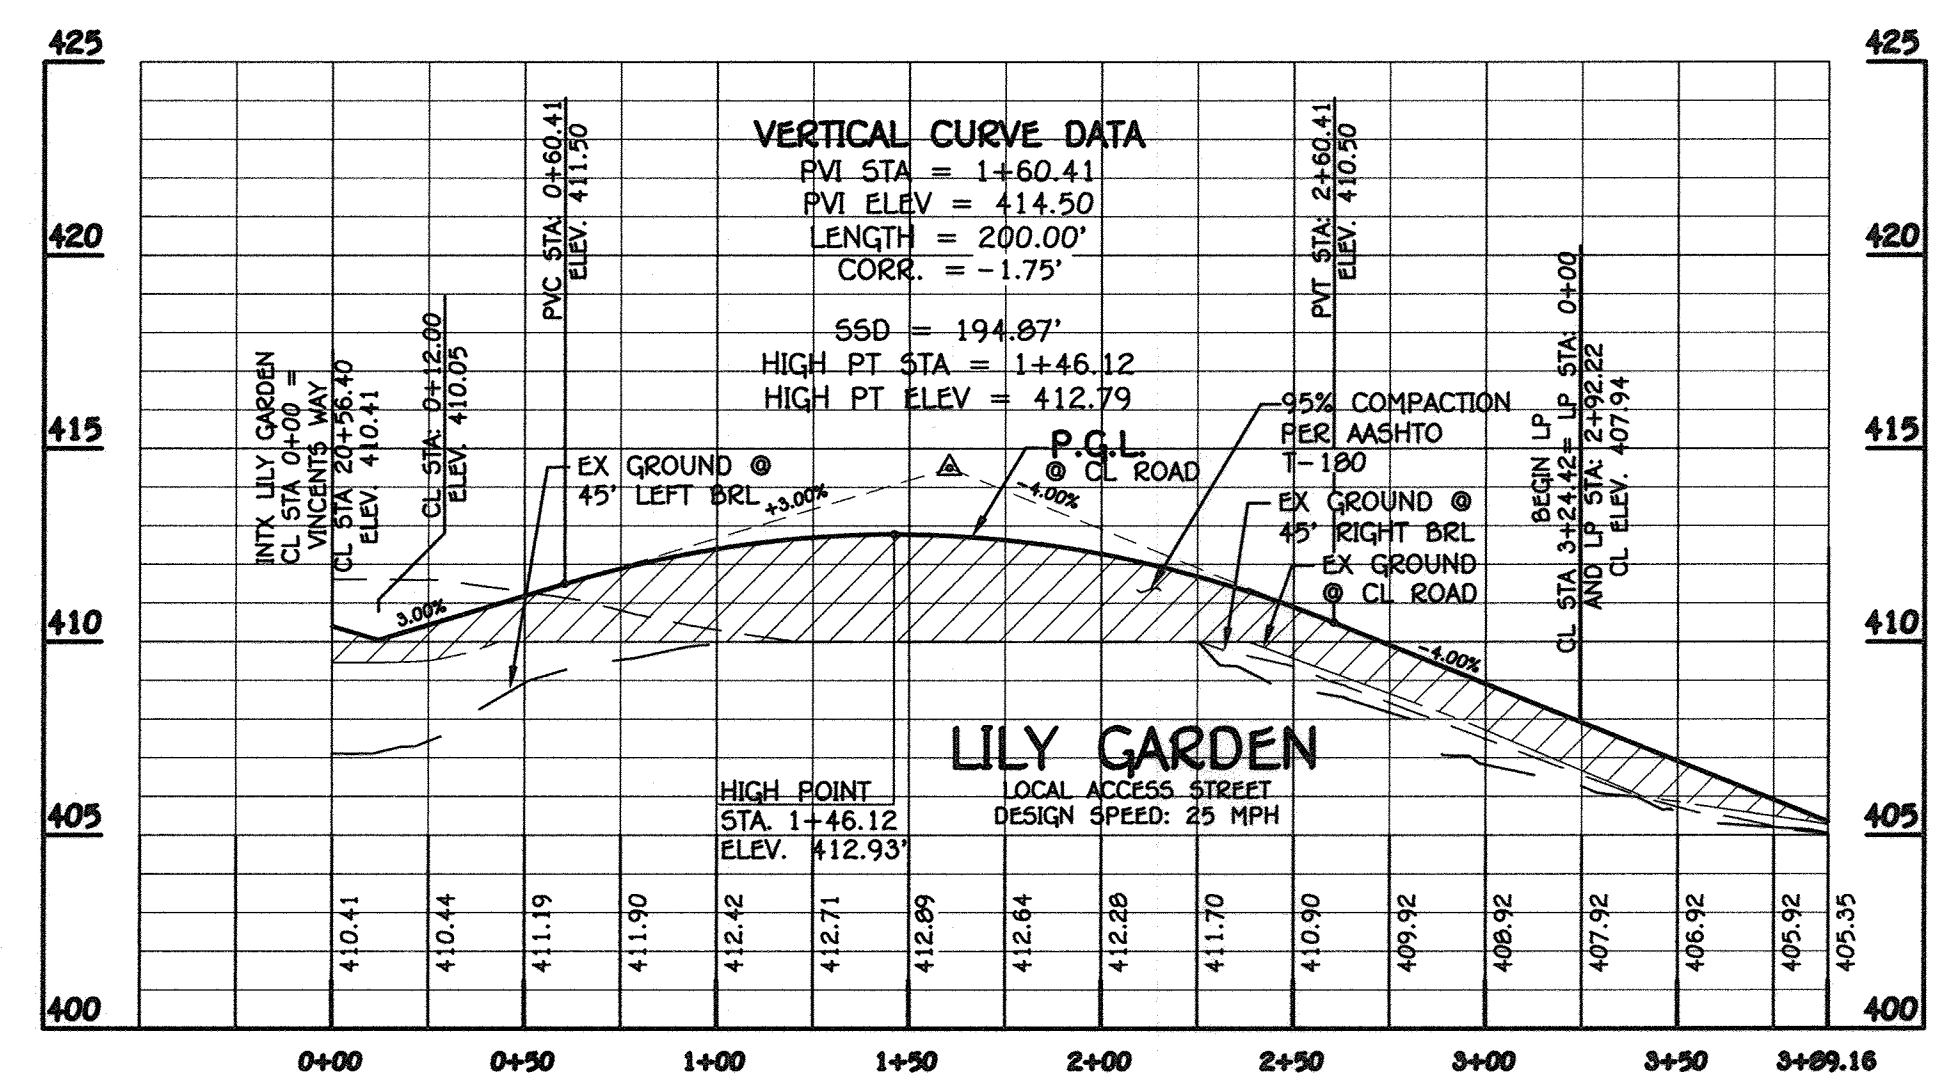 425
425
VERTICAL CURVE DATA
PVI STA = 1+60.41
PVI ELEV = 414.50
LENGTH = 200.00'
CORR. = -1.75'
SSD = 194.87'
HIGH PT STA = 1+46.12
HIGH PT ELEV = 412.79
PVC STA: 0+60.41
ELEV. 411.50
PVT STA: 2+60.41
ELEV. 410.50
420
420
INTX LILY GARDEN
CL STA 0+00 =
VINCENTS WAY
CL STA 20+56.40
ELEV. 410.41
CL STA: 0+12.00
ELEV. 410.05
BEGIN LP
CL STA 3+24.42= LP STA: 0+00
AND LP STA: 2+92.22
CL ELEV. 407.94
415
415
EX GROUND @
45' LEFT BRL
+3.00%
P.G.L.
@ CL ROAD
-4.00%
95% COMPACTION
PER AASHTO
T-180
EX GROUND @
45' RIGHT BRL
EX GROUND
@ CL ROAD
3.00%
410
410
-4.00%
LILY GARDEN
LOCAL ACCESS STREET
DESIGN SPEED: 25 MPH
HIGH POINT
STA. 1+46.12
ELEV. 412.93'
405
405
410.41
410.44
411.19
411.90
412.42
412.71
412.89
412.64
412.28
411.70
410.90
409.92
408.92
407.92
406.92
405.92
405.35
400
400
0+00
0+50
1+00
1+50
2+00
2+50
3+00
3+50
3+89.16